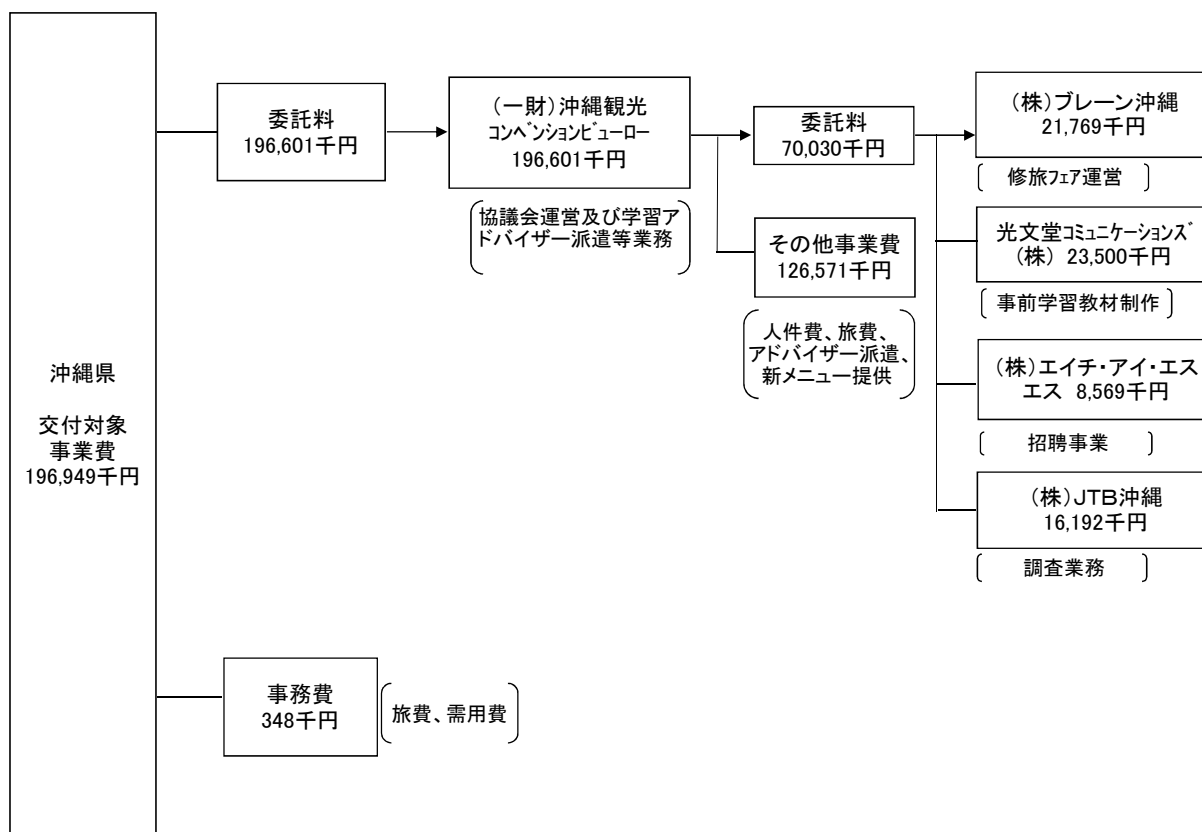 沖縄県
交付対象
事業費
196,949千円
委託料
196,601千円
(一財)沖縄観光
ｺﾝﾍﾞﾝｼｮﾝﾋﾞｭｰﾛｰ
196,601千円
協議会運営及び学習ア
ドバイザー派遣等業務
委託料
70,030千円
その他事業費
126,571千円
人件費、旅費、
アドバイザー派遣、
新メニュー提供
(株)ブレーン沖縄
21,769千円
修旅ﾌｪｱ運営
光文堂ｺﾐｭﾆｹｰｼｮﾝｽﾞ
(株) 23,500千円
事前学習教材制作
(株)エイチ・アイ・エス
エス 8,569千円
招聘事業
(株)JTB沖縄
16,192千円
調査業務
事務費
348千円
旅費、需用費